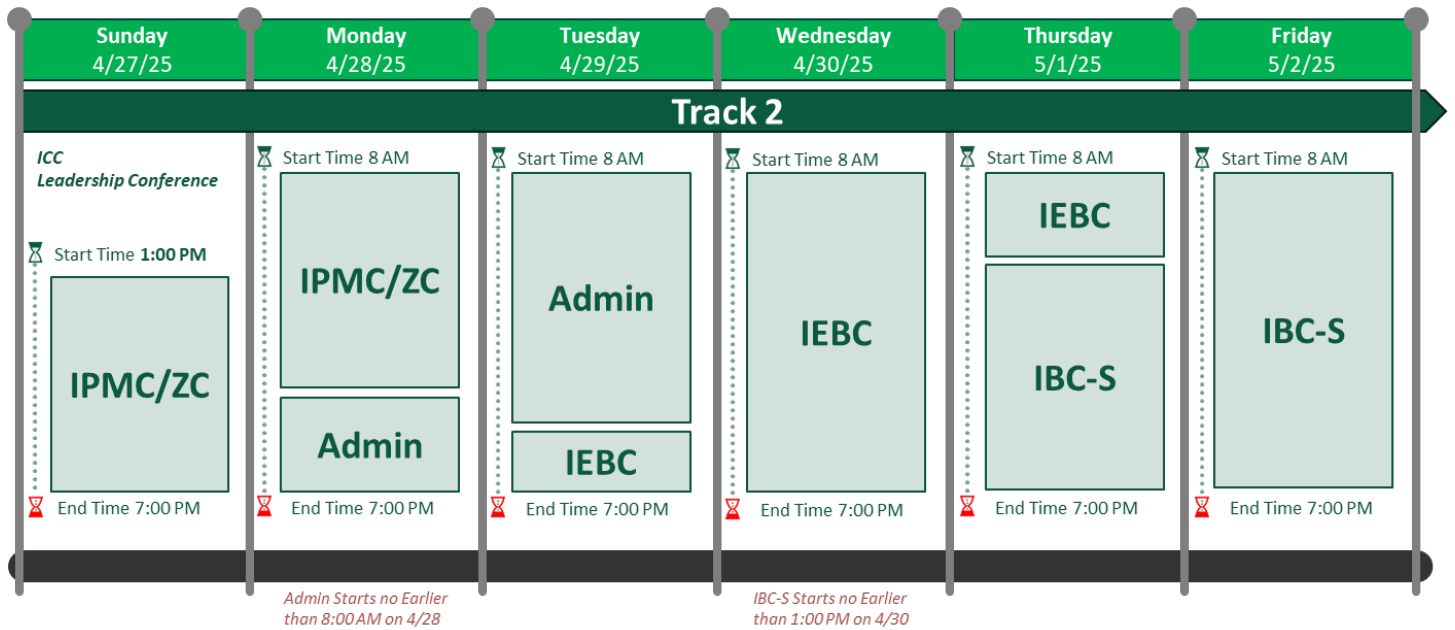 Sunday
4/27/25
Monday
4/28/25
Tuesday
4/29/25
Wednesday
4/30/25
Thursday
5/1/25
Friday
5/2/25
Track 2
ICC
Leadership Conference
Start Time 1:00 PM
IPMC/ZC
End Time 7:00 PM
Start Time 8 AM
IPMC/ZC
Admin
End Time 7:00 PM
Start Time 8 AM
Admin
IEBC
End Time 7:00 PM
Start Time 8 AM
IEBC
End Time 7:00 PM
Start Time 8 AM
IEBC
IBC-S
End Time 7:00 PM
Start Time 8 AM
IBC-S
End Time 7:00 PM
Admin Starts no Earlier
than 8:00 AM on 4/28
IBC-S Starts no Earlier
than 1:00 PM on 4/30